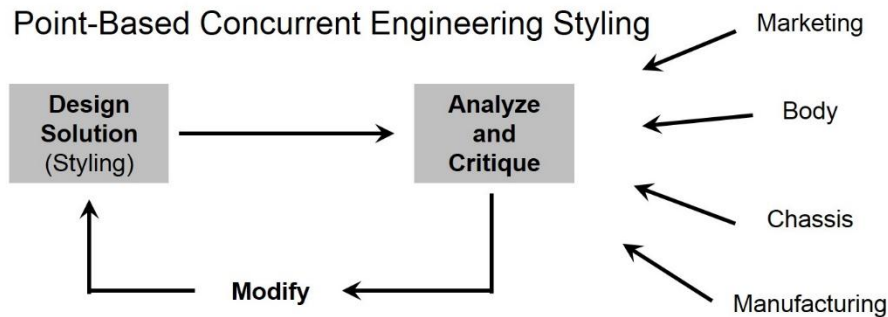 Point-Based Concurrent Engineering Styling
Marketing
Design
Solution
(Styling)
Analyze
and
Critique
Body
Chassis
Modify
Manufacturing